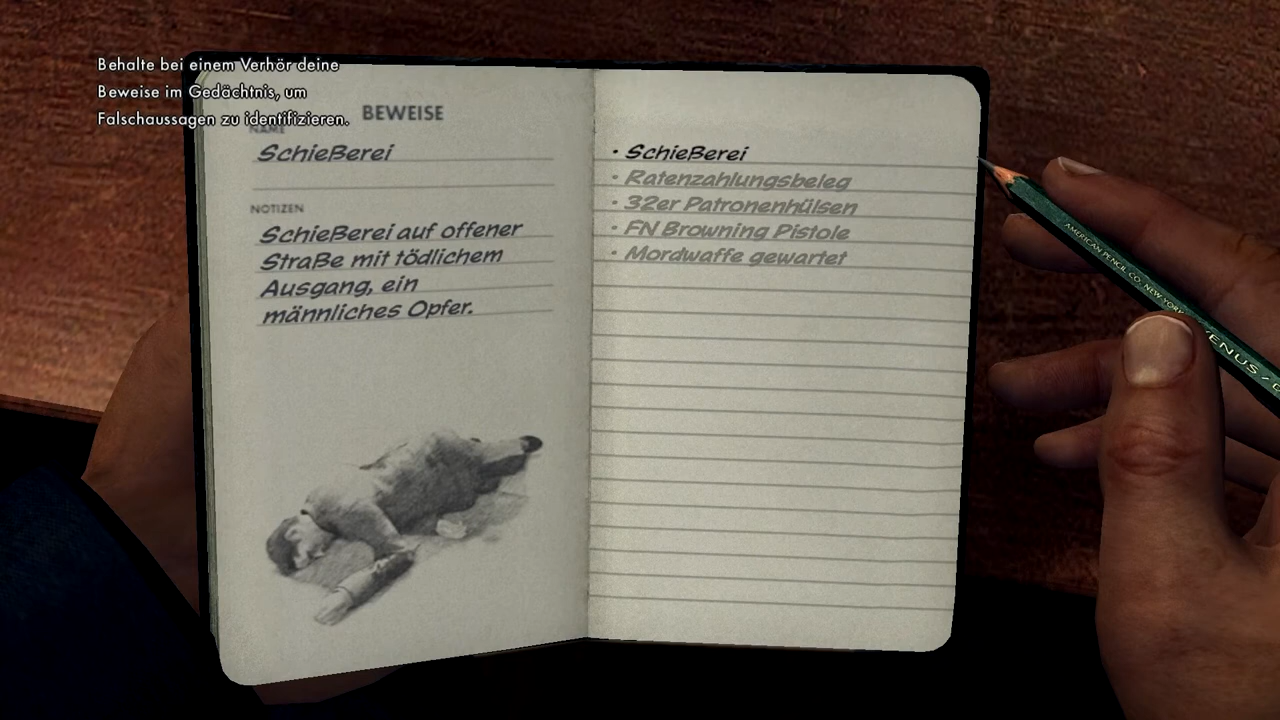 Behalte bei einem Verhör deine
Beweise im Gedächtnis, um
Falschaussagen zu identifizieren.
BEWEISE
NAME
Schießerei
NOTIZEN
Schießerei auf offener
Straße mit tödlichem
Ausgang, ein
männliches Opfer.
• Schießerei
• Ratenzahlungsbeleg
• 32er Patronenhülsen
• FN Browning Pistole
• Mordwaffe gewartet
AMERICAN PENCIL CO. NEW YORK
VENUS